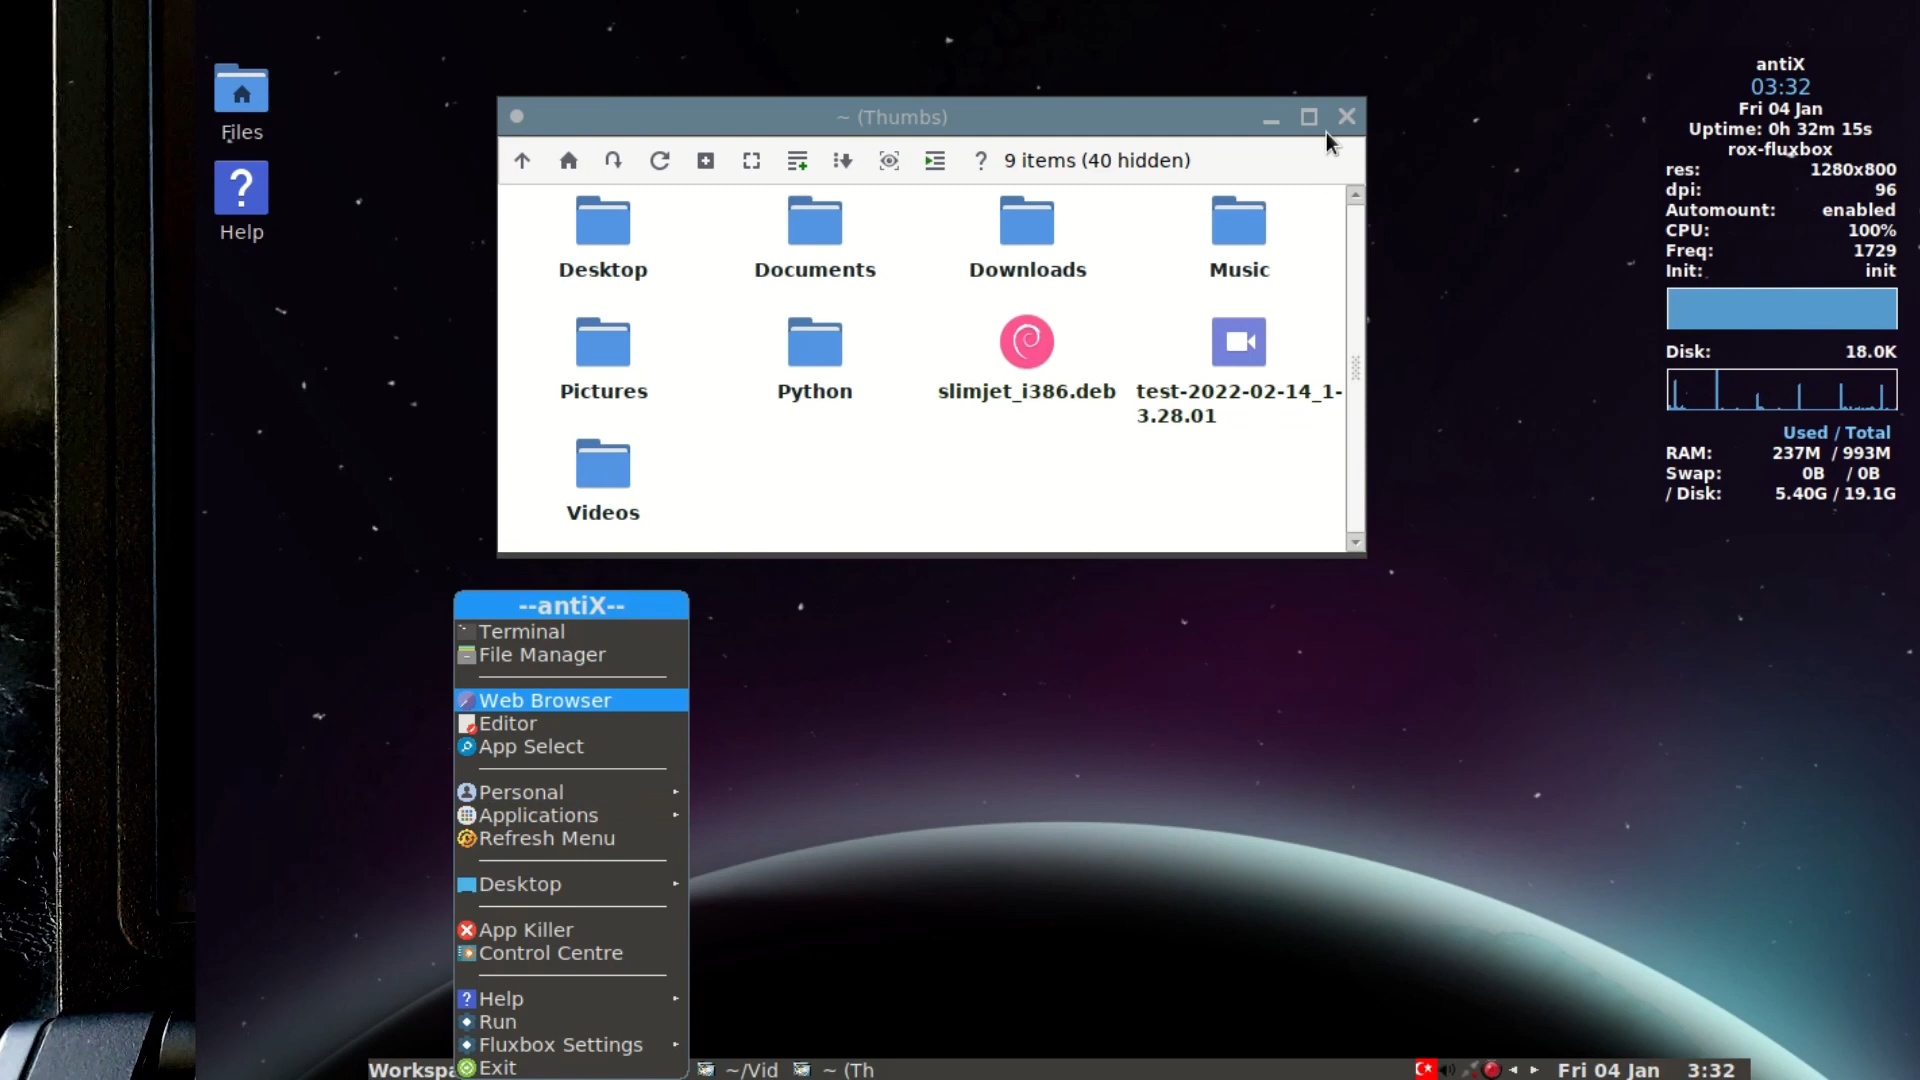 Files
Help
~ (Thumbs)
? 9 items (40 hidden)
Desktop
Documents
Downloads
Music
Pictures
Python
slimjet_i386.deb
test-2022-02-14_1-
3.28.01
Videos
--antiX--
Terminal
File Manager
Web Browser
Editor
App Select
Personal
Applications
Refresh Menu
Desktop
App Killer
Control Centre
Help
Run
Fluxbox Settings
Exit
antiX
03:32
Fri 04 Jan
Uptime: 0h 32m 15s
rox-fluxbox
res: 1280x800
dpi: 96
Automount: enabled
CPU: 100%
Freq: 1729
Init: init
Disk: 18.0K
Used / Total
RAM: 237M / 993M
Swap: 0B / 0B
/ Disk: 5.40G / 19.1G
Workspa ~/Vid ~ (Th Fri 04 Jan 3:32